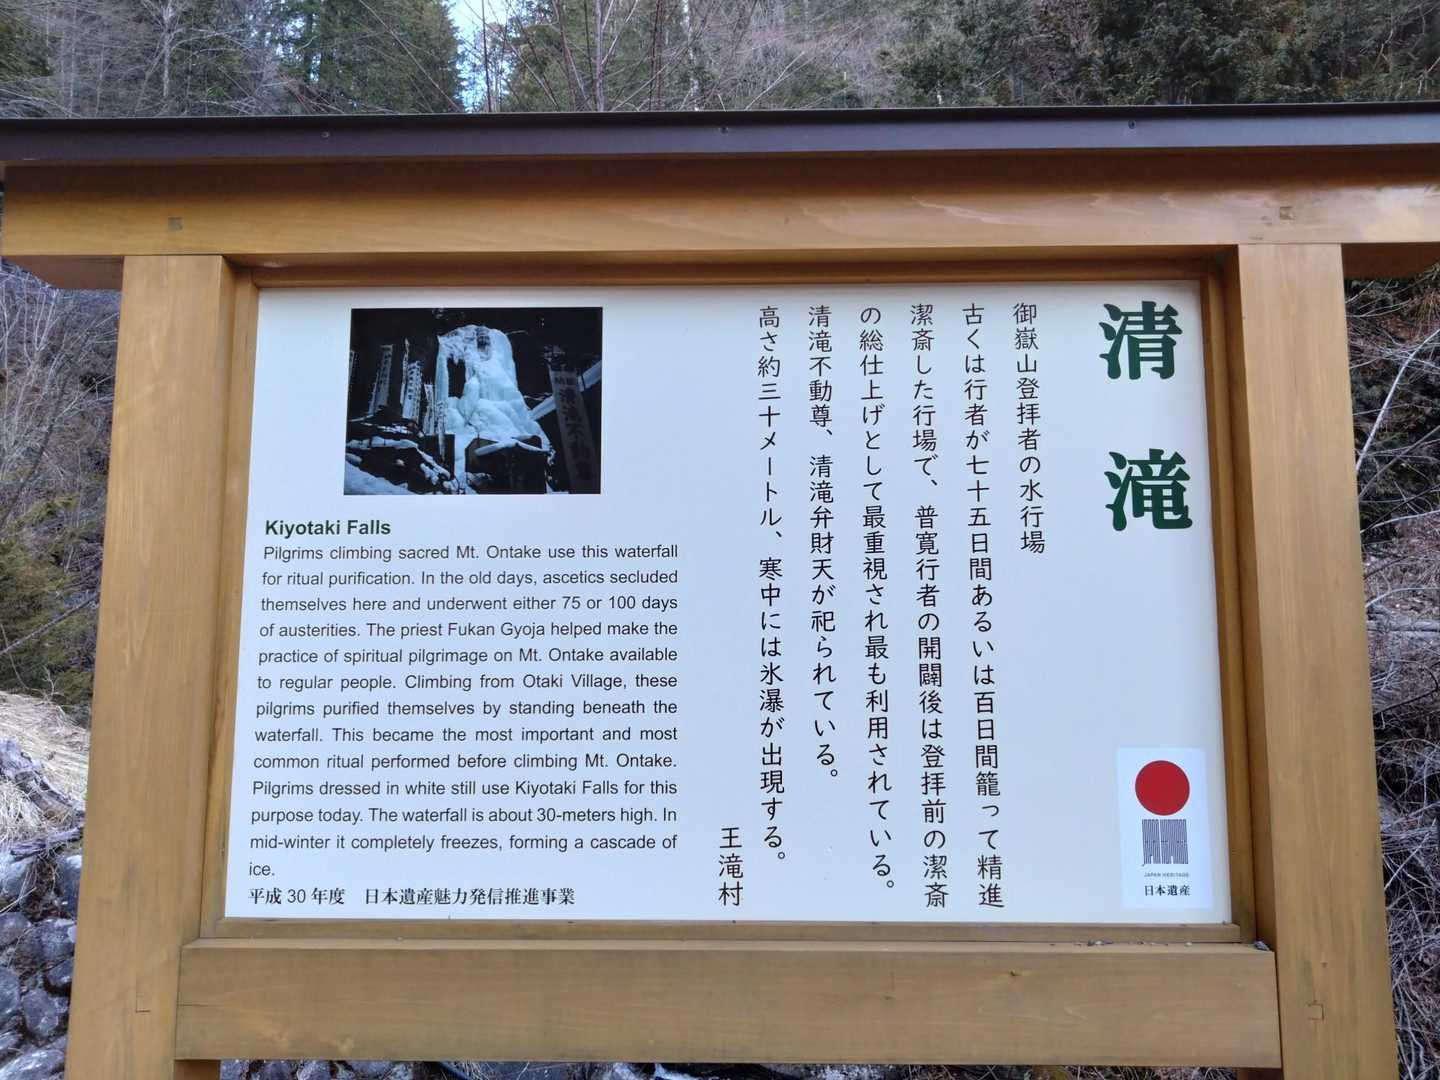 清滝
御嶽山登拝者の水行場
古くは行者が七十五日間あるいは百日間籠って精進
潔斎した行場で、普寛行者の開闢後は登拝前の潔斎
の総仕上げとして最重視され最も利用されている。
清滝不動尊、清滝弁財天が祀られている。
高さ約三十メートル、寒中には氷瀑が出現する。
王滝村
Kiyotaki Falls
Pilgrims climbing sacred Mt. Ontake use this waterfall
for ritual purification. In the old days, ascetics secluded
themselves here and underwent either 75 or 100 days
of austerities. The priest Fukan Gyoja helped make the
practice of spiritual pilgrimage on Mt. Ontake available
to regular people. Climbing from Otaki Village, these
pilgrims purified themselves by standing beneath the
waterfall. This became the most important and most
common ritual performed before climbing Mt. Ontake.
Pilgrims dressed in white still use Kiyotaki Falls for this
purpose today. The waterfall is about 30-meters high. In
mid-winter it completely freezes, forming a cascade of
ice.
平成30年度 日本遺産魅力発信推進事業
JAPAN HERITAGE
JAPAN HERITAGE
日本遺産